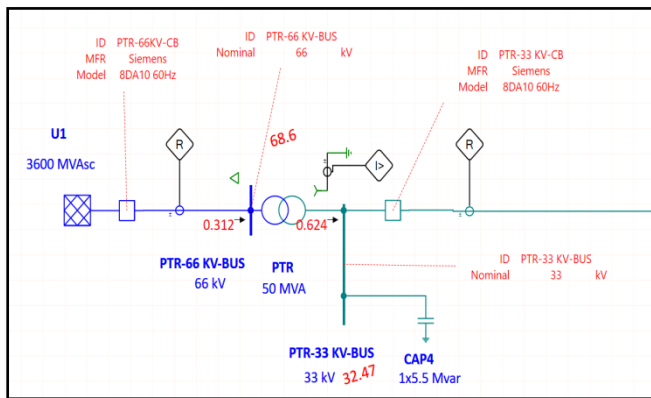 ID PTR-66KV-CB
MFR Siemens
Model 8DA10 60Hz
ID PTR-66 KV-BUS
Nominal 66 kV
ID PTR-33 KV-CB
MFR Siemens
Model 8DA10 60Hz
U1
3600 MVAsc
R
68.6
I>
R
0.312
0.624
PTR-66 KV-BUS
66 kV
PTR
50 MVA
ID PTR-33 KV-BUS
Nominal 33 kV
PTR-33 KV-BUS
33 kV 32.47
CAP4
1x5.5 Mvar